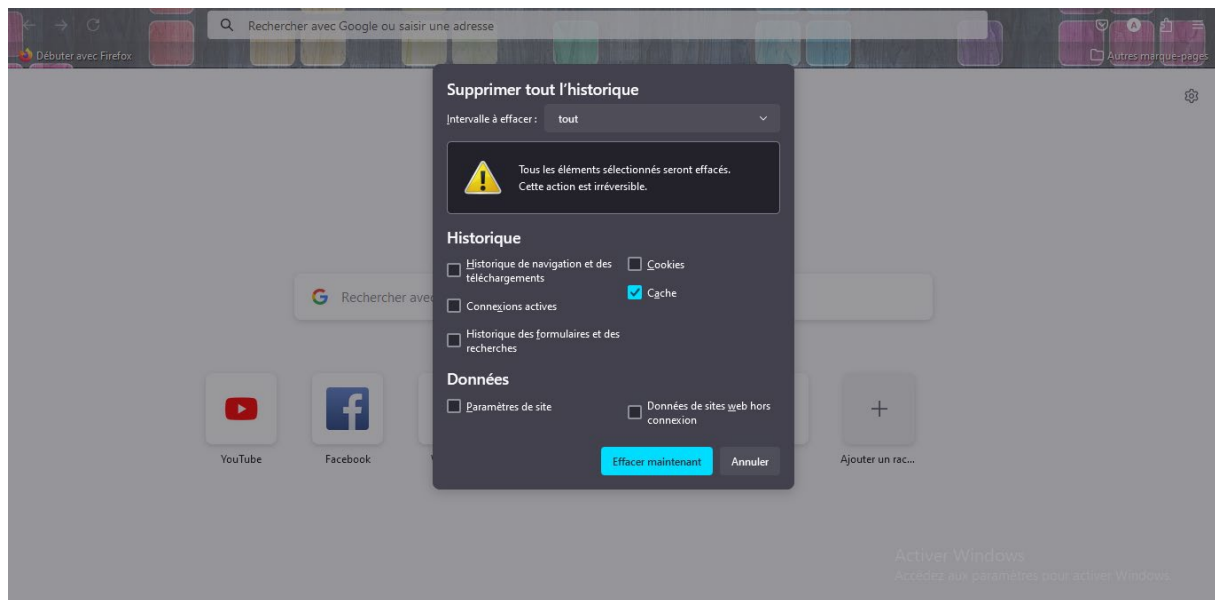 Rechercher avec Google ou saisir une adresse
A
Débuter avec Firefox
Autres marque-pages
Supprimer tout l'historique
Intervalle à effacer : tout
Tous les éléments sélectionnés seront effacés.
Cette action est irréversible.
Historique
Historique de navigation et des
téléchargements
Cookies
Cache
Connexions actives
Historique des formulaires et des
recherches
G Rechercher avec
Données
Paramètres de site
Données de sites web hors
connexion
Effacer maintenant Annuler
YouTube Facebook Ajouter un rac...
Activer Windows
Accédez aux paramètres pour activer Windows.